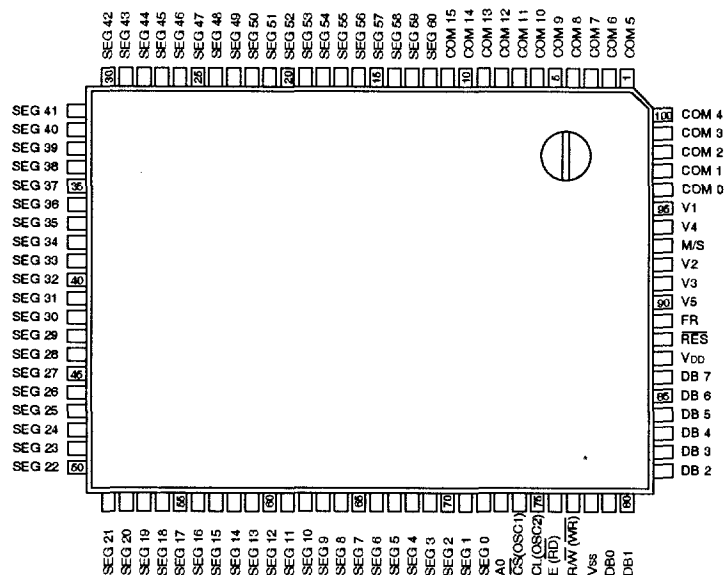 SEG 42
SEG 43
SEG 44
SEG 45
SEG 46
SEG 47
SEG 48
SEG 49
SEG 50
SEG 51
SEG 52
SEG 53
SEG 54
SEG 55
SEG 56
SEG 57
SEG 58
SEG 59
SEG 60
COM 15
COM 14
COM 13
COM 12
COM 11
COM 10
COM 9
COM 8
COM 7
COM 6
COM 5
30
25
20
15
10
5
1
SEG 41
SEG 40
SEG 39
SEG 38
SEG 37 35
SEG 36
SEG 35
SEG 34
SEG 33
SEG 32 40
SEG 31
SEG 30
SEG 29
SEG 28
SEG 27 45
SEG 26
SEG 25
SEG 24
SEG 23
SEG 22 50
100 COM 4
COM 3
COM 2
COM 1
COM 0
95 V1
V4
M/S
V2
V3
90 V5
FR
RES
VDD
DB 7
85 DB 6
DB 5
DB 4
DB 3
DB 2
55
60
65
70
75
80
SEG 21
SEG 20
SEG 19
SEG 18
SEG 17
SEG 16
SEG 15
SEG 14
SEG 13
SEG 12
SEG 11
SEG 10
SEG 9
SEG 8
SEG 7
SEG 6
SEG 5
SEG 4
SEG 3
SEG 2
SEG 1
SEG 0
A0
CS(OSC1)
CL(OSC2)
E (RD)
R/W (WR)
Vss
DB0
DB1